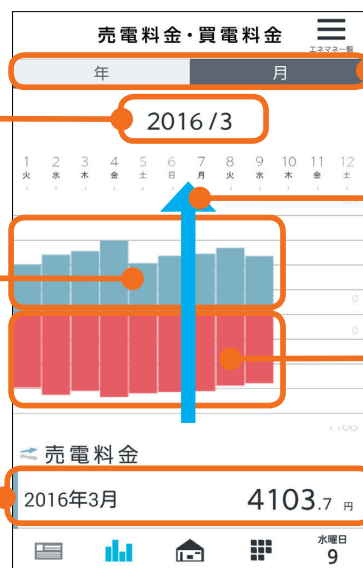 売電料金・買電料金
エネマネ一覧
年 月
2016/3
1 2 3 4 5 6 7 8 9 10 11 12
火 水 木 金 土 日 月 火 水 木 金 土
0
0
売電料金
2016年3月 4103.7 円
水曜日
9